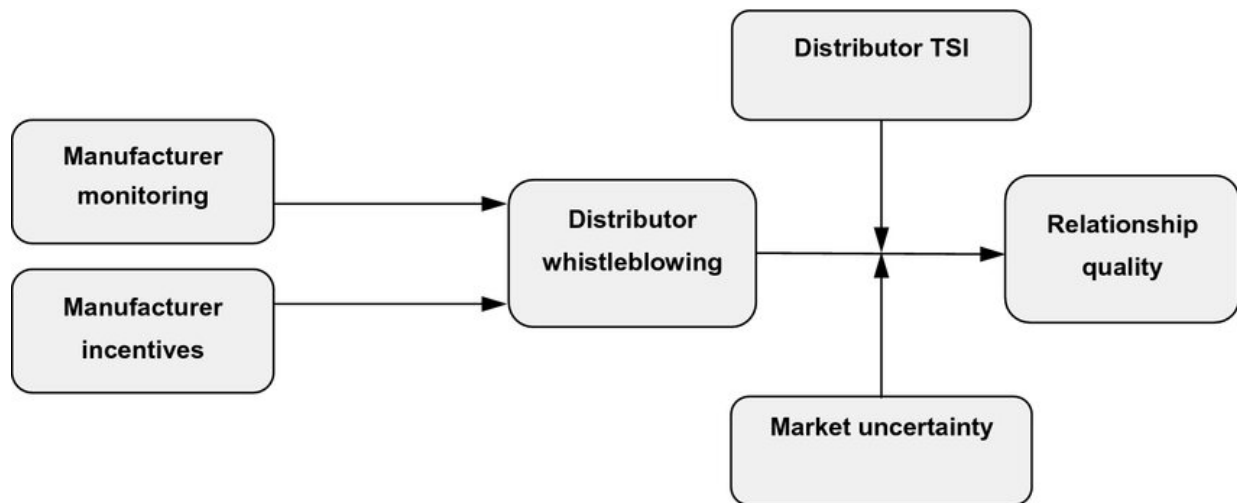 Distributor TSI
Manufacturer
monitoring
Distributor
whistleblowing
Relationship
quality
Manufacturer
incentives
Market uncertainty